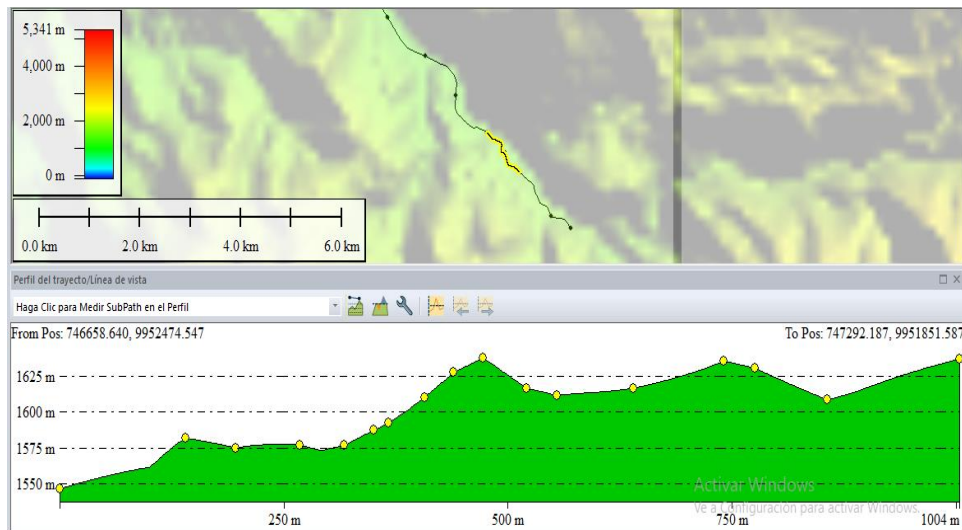 5,341 m
4,000 m
2,000 m
0 m
0.0 km 2.0 km 4.0 km 6.0 km
Perfil del trayecto/Línea de vista
Haga Clic para Medir SubPath en el Perfil
From Pos: 746658.640, 9952474.547 To Pos: 747292.187, 9951851.587
1625 m
1600 m
1575 m
1550 m
Activar Windows
Ve a Configuración para activar Windows.
250 m 500 m 750 m 1004 m